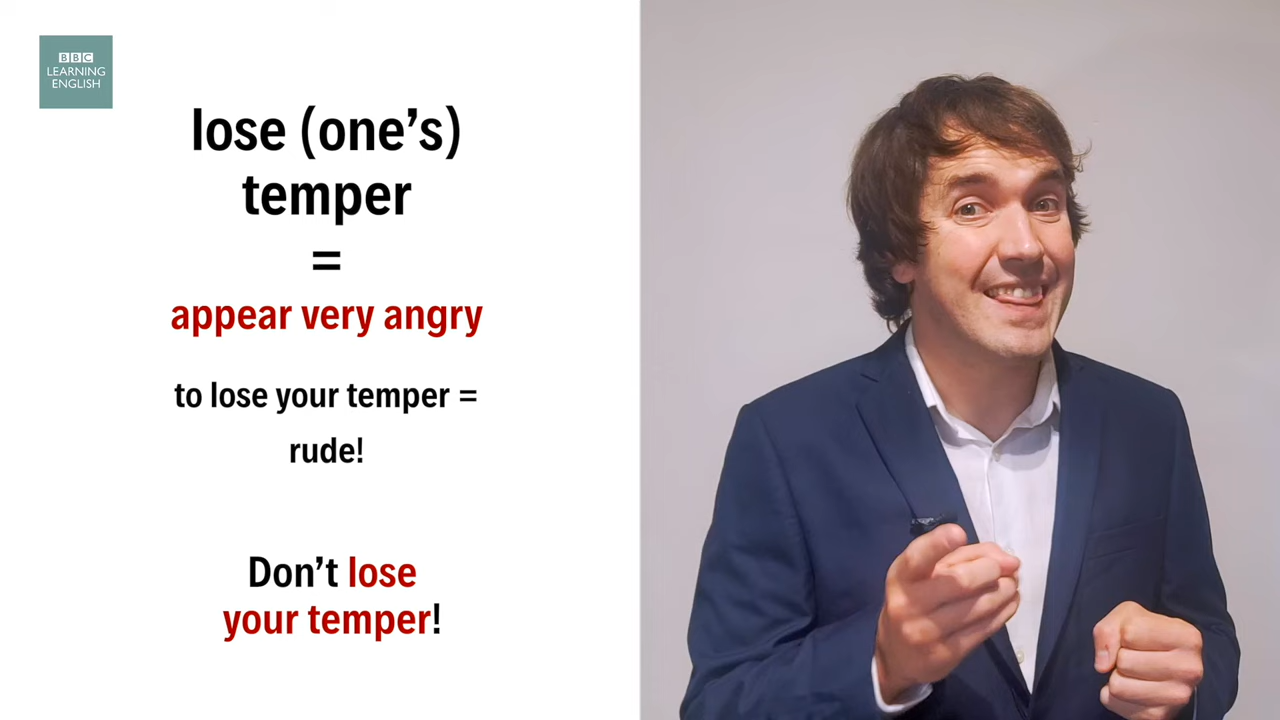 BBC
LEARNING
ENGLISH
lose (one’s)
temper
=
appear very angry
to lose your temper =
rude!
Don’t lose
your temper!